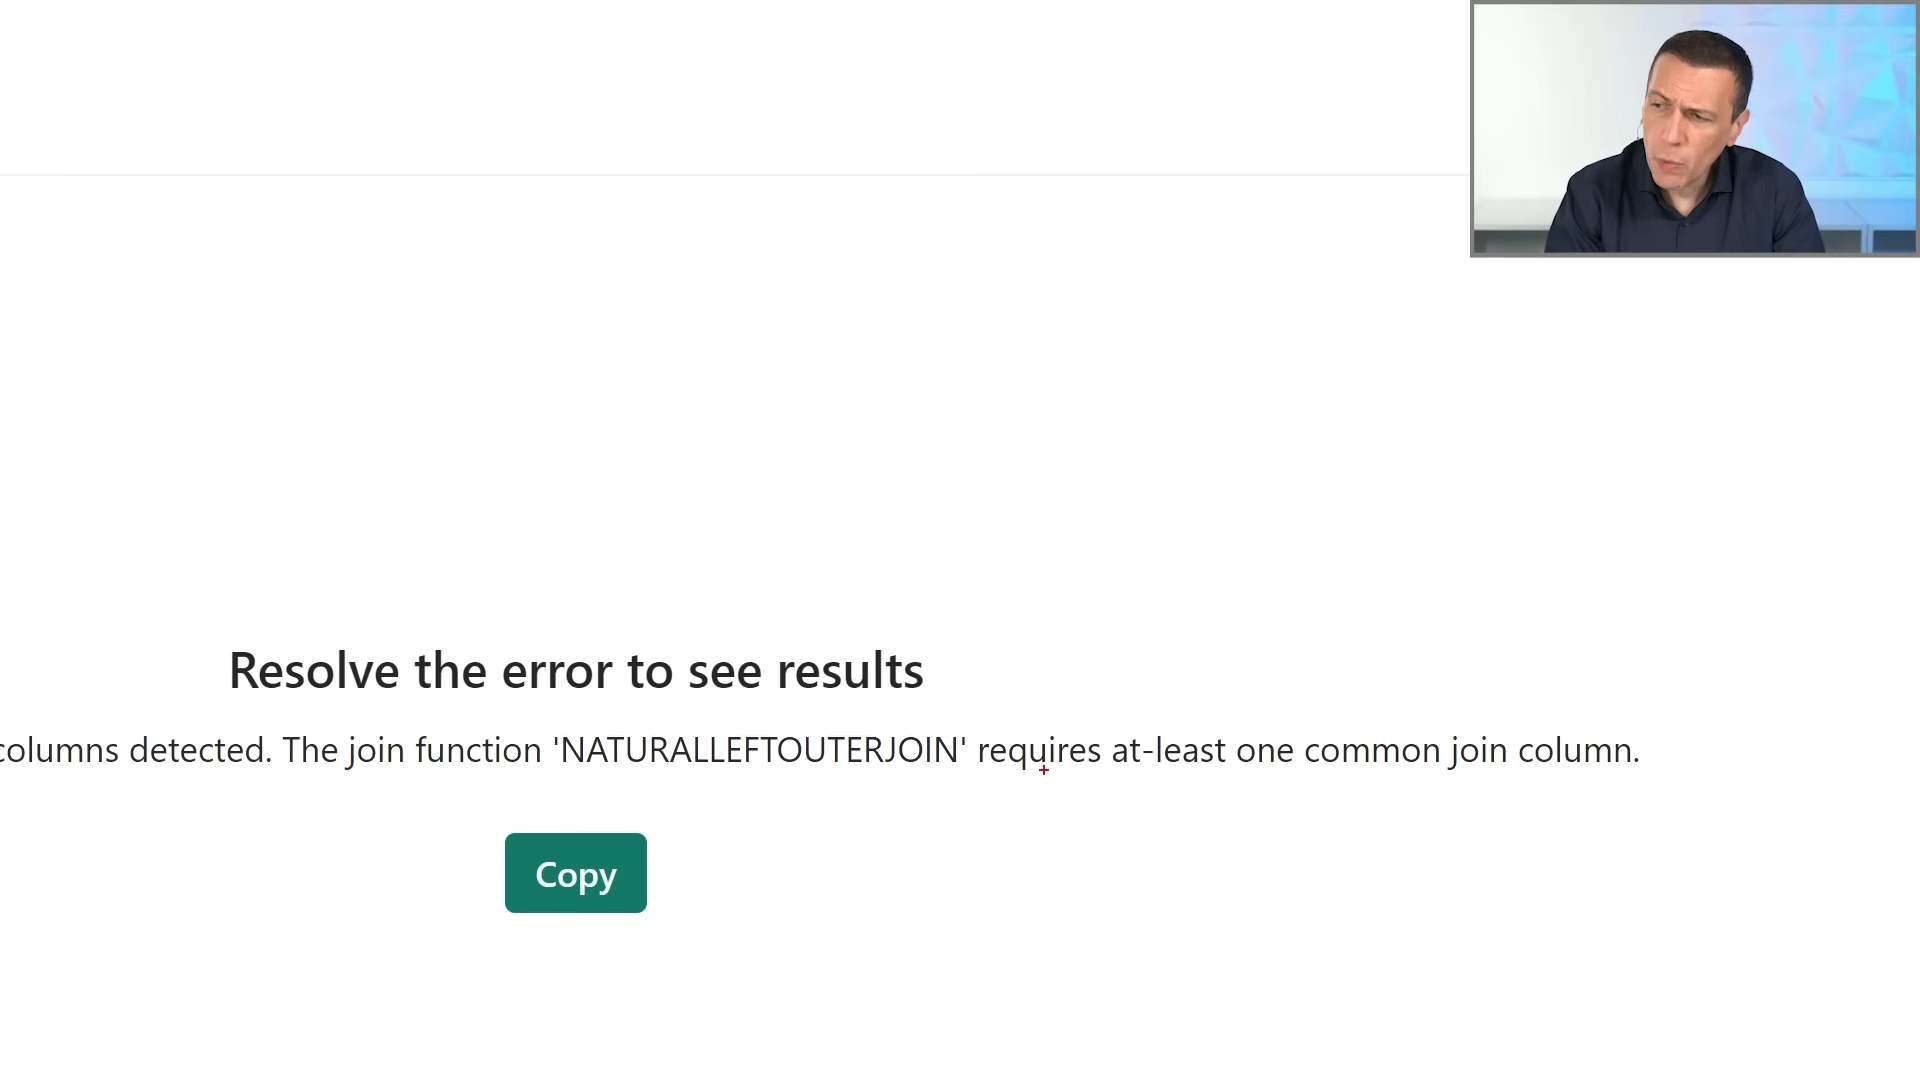 Resolve the error to see results
columns detected. The join function 'NATURALLEFTOUTERJOIN' requires at-least one common join column.
Copy